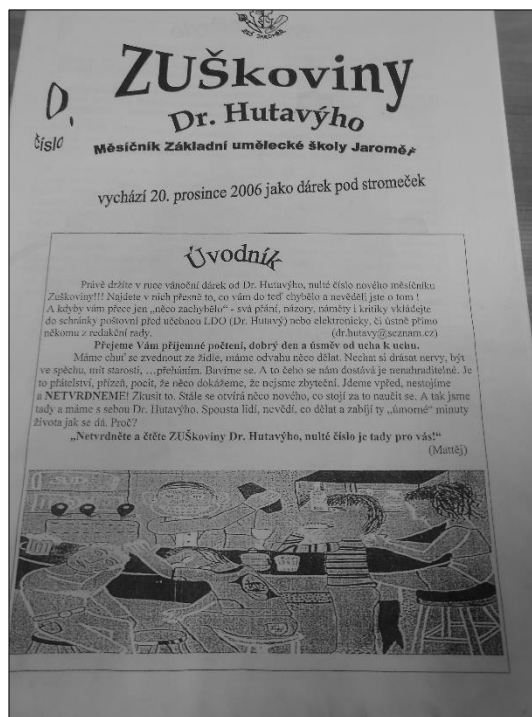 ZUŠkoviny
Dr. Hutavýho
0.
číslo
Měsíčník Základní umělecké školy Jaroměř
vychází 20. prosince 2006 jako dárek pod stromeček
Úvodník
Právě držíte v ruce vánoční dárek od Dr. Hutavýho, nulté číslo nového měsíčníku
Zuškoviny!!! Najdete v nich přesně to, co vám do teď chybělo a nevěděli jste o tom !
A kdyby vám přece jen „něco zachybělo" - svá přání, názory, náměty i kritiky vkládejte
do schránky poštovní před učebnou LDO (Dr. Hutavý) nebo elektronicky, či ústně přímo
někomu z redakční rady. (dr.hutavy@seznam.cz)
Přejeme Vám příjemné počtení, dobrý den a úsměv od ucha k uchu.
Máme chuť se zvednout ze židle, máme odvahu něco dělat. Nechat si drásat nervy, být
ve spěchu, mít starosti, …přeháním. Bavíme se. A to čeho se nám dostává je nenahraditelné. Je
to přátelství, přízeň, pocit, že něco dokážeme, že nejsme zbyteční. Jdeme vpřed, nestojíme
a NETVRDNEME! Zkusit to. Stále se otvírá něco nového, co stojí za to naučit se. A tak jsme
tady a máme s sebou Dr. Hutavýho. Spousta lidí, nevědí, co dělat a zabíjí ty „úmorné" minuty
života jak se dá. Proč?
„Netvrdněte a čtěte ZUŠkoviny Dr. Hutavýho, nulté číslo je tady pro vás!"
(Mattěj)